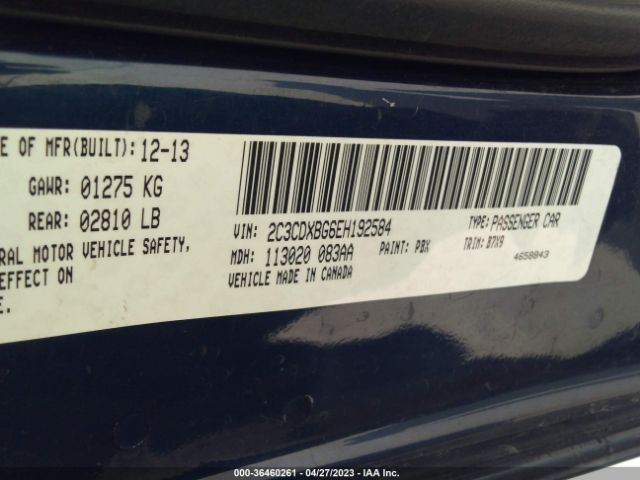 E OF MFR(BUILT): 12-13
GAWR: 01275 KG
REAR: 02810 LB
RAL MOTOR VEHICLE SAFETY,
EFFECT ON
E.
VIN: 2C3CDXBG6EH192584
TYPE: PASSENGER CAR
MDH: 113020 083AA
PAINT: PBX
TRIM: B7X9
VEHICLE MADE IN CANADA
4658843
000-36460261 - 04/27/2023 - IAA Inc.